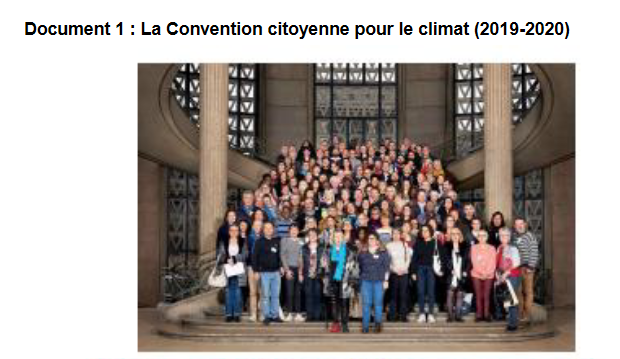 Document 1 : La Convention citoyenne pour le climat (2019-2020)